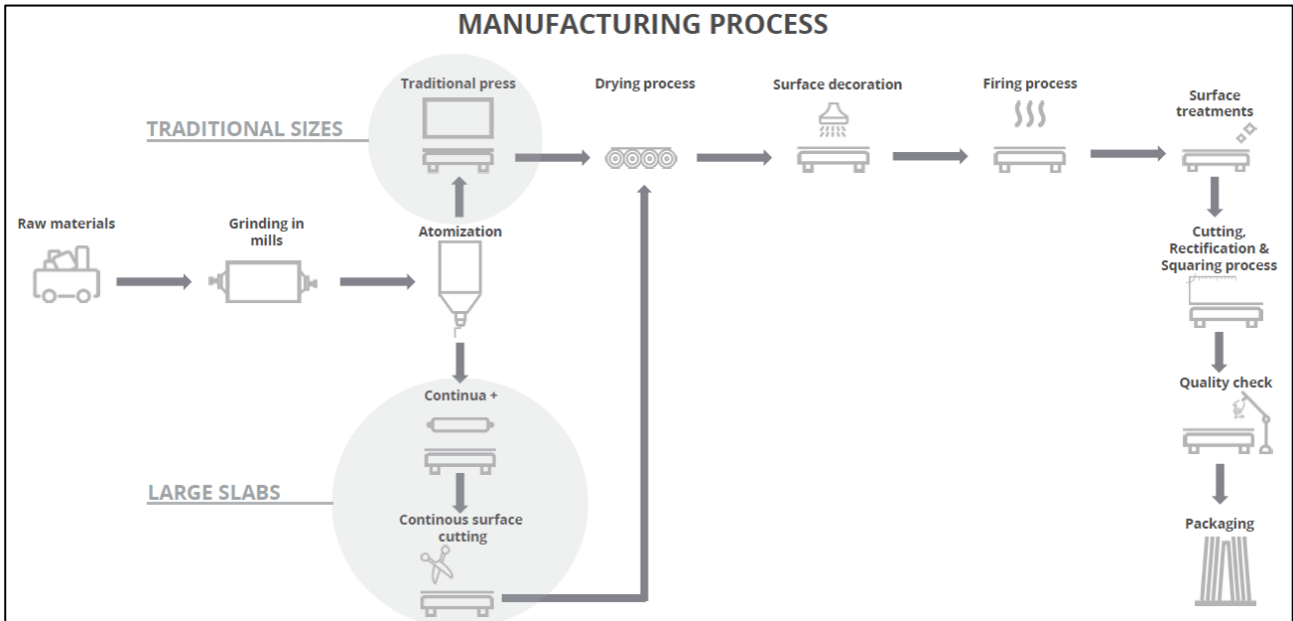 MANUFACTURING PROCESS
Traditional press
Drying process
Surface decoration
Firing process
Surface
treatments
TRADITIONAL SIZES
Raw materials
Grinding in
mills
Atomization
Cutting,
Rectification &
Squaring process
Continua +
Quality check
LARGE SLABS
Continous surface
cutting
Packaging